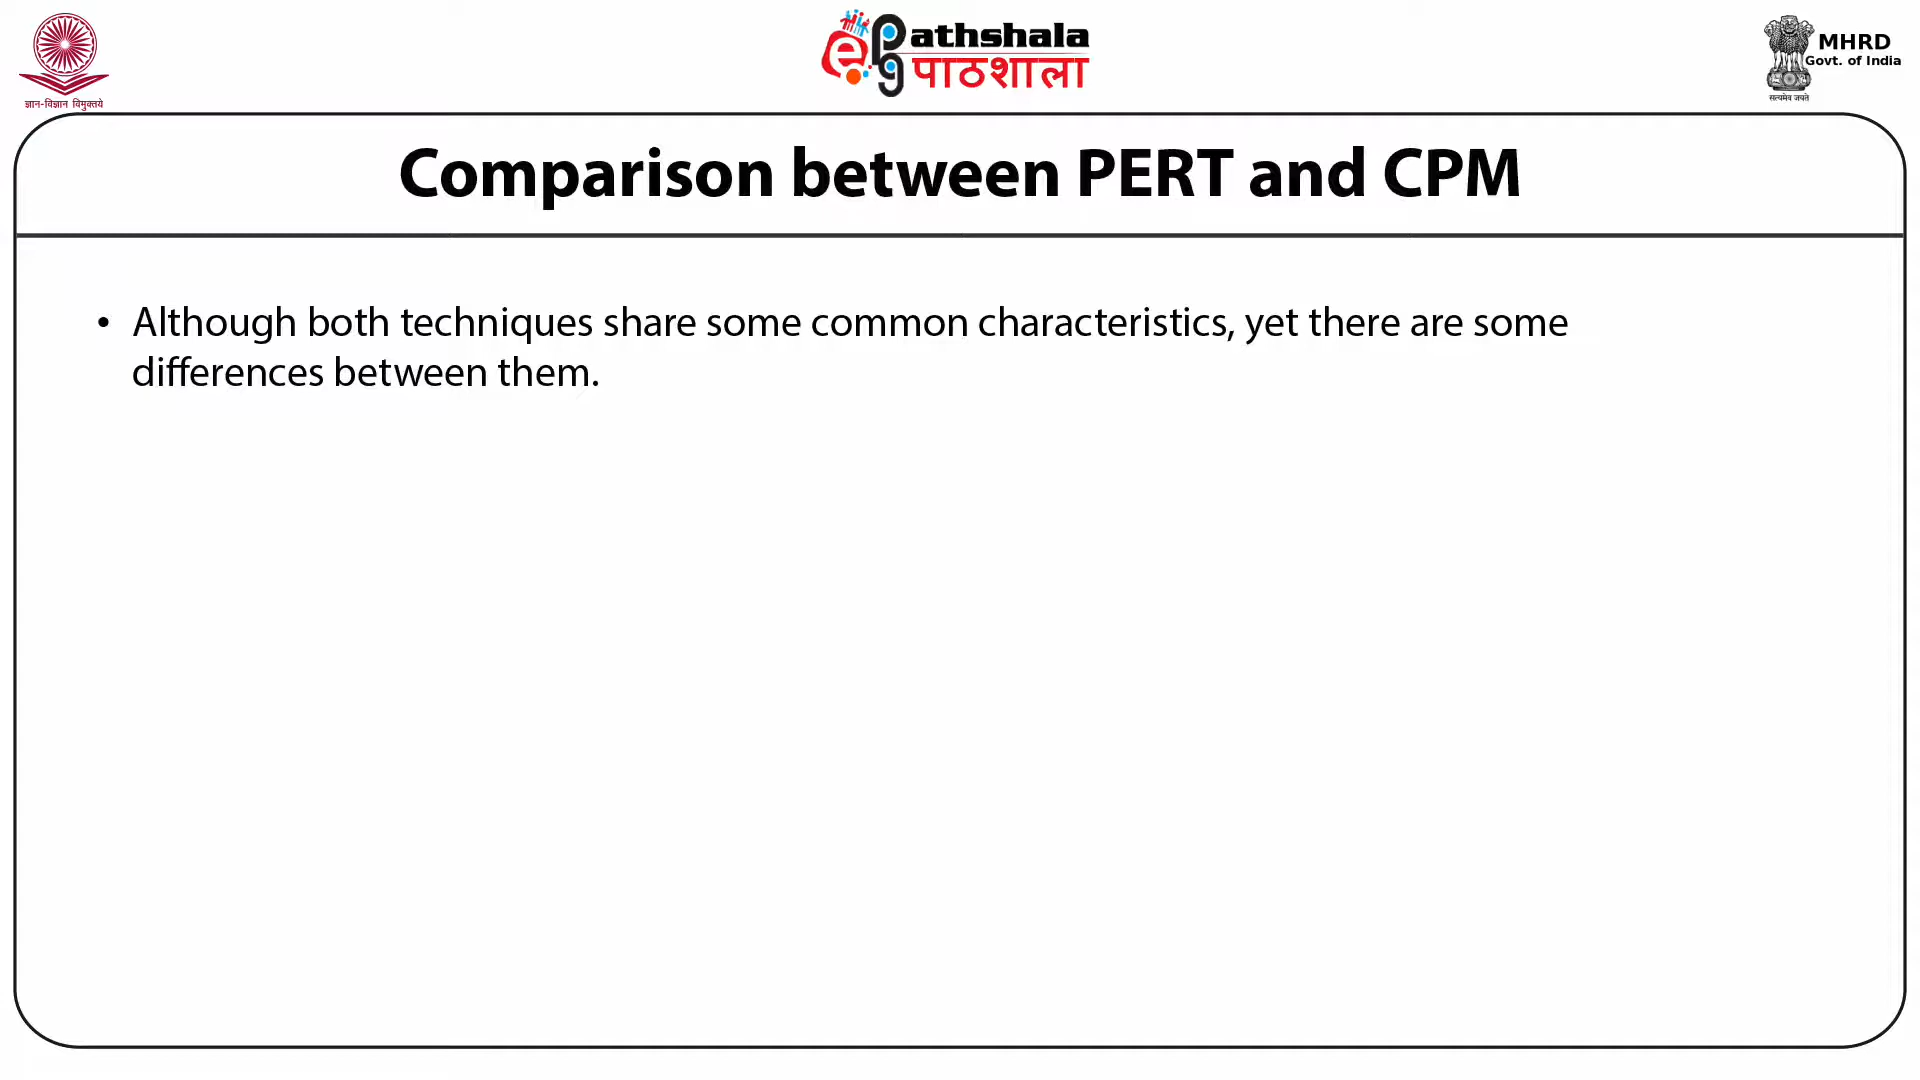 ज्ञान-विज्ञान विमुक्तये
e pg athshala
पाठशाला
MHRD
Govt. of India
सत्यमेव जयते
Comparison between PERT and CPM
• Although both techniques share some common characteristics, yet there are some
differences between them.